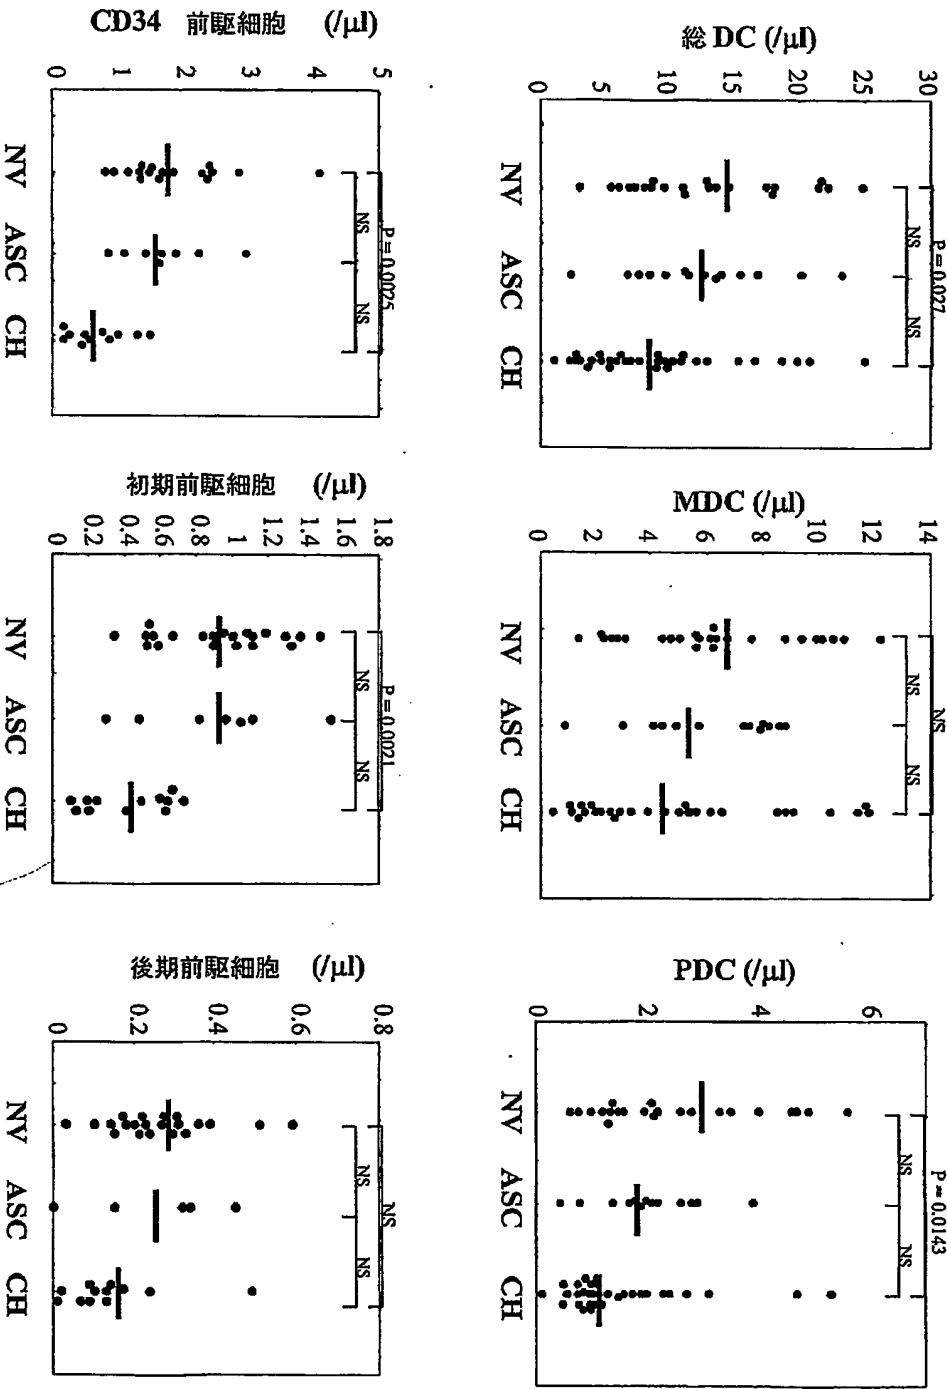 総 DC (/μl)
0 5 10 15 20 25 30
NV ASC CH
NS NS
P = 0.027
MDC (/μl)
0 2 4 6 8 10 12 14
NV ASC CH
NS NS
NS
PDC (/μl)
0 2 4 6
NV ASC CH
NS NS
P = 0.0143
CD34 前駆細胞 (/μl)
0 1 2 3 4 5
NV ASC CH
NS NS
P = 0.0025
初期前駆細胞 (/μl)
0 0.2 0.4 0.6 0.8 1 1.2 1.4 1.6 1.8
NV ASC CH
NS NS
P = 0.0021
後期前駆細胞 (/μl)
0 0.2 0.4 0.6 0.8
NV ASC CH
NS NS
NS